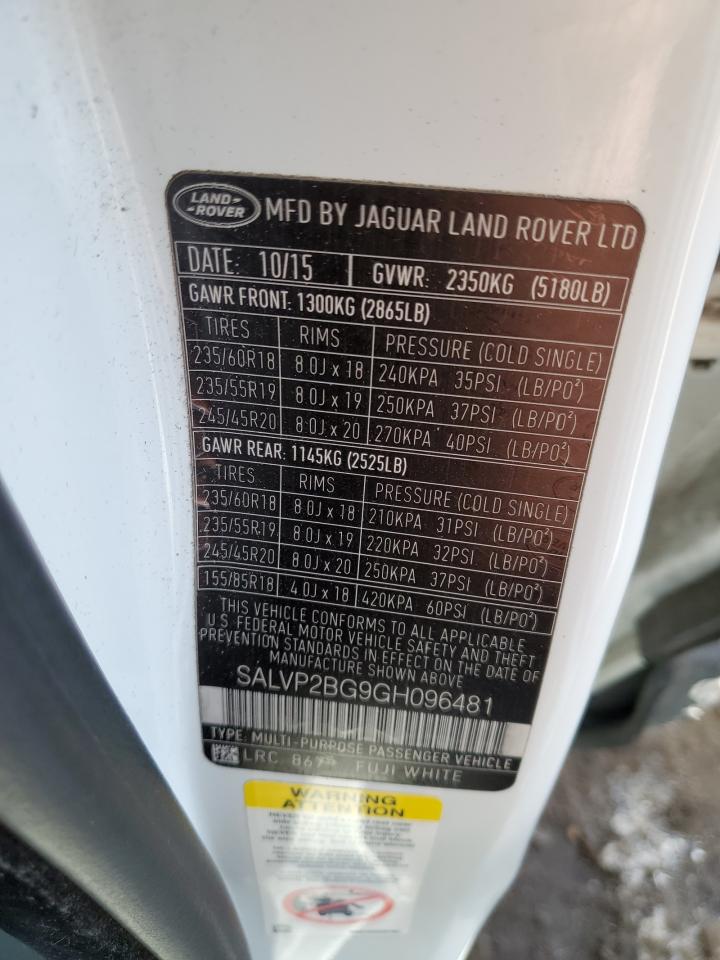 LAND-ROVER MFD BY JAGUAR LAND ROVER LTD
DATE: 10/15 GVWR: 2350KG (5180LB)
GAWR FRONT: 1300KG (2865LB)
TIRES RIMS PRESSURE (COLD SINGLE)
235/60R18 8.0J x 18 240KPA 35PSI (LB/PO²)
235/55R19 8.0J x 19 250KPA 37PSI (LB/PO²)
245/45R20 8.0J x 20 270KPA 40PSI (LB/PO²)
GAWR REAR: 1145KG (2525LB)
TIRES RIMS PRESSURE (COLD SINGLE)
235/60R18 8.0J x 18 210KPA 31PSI (LB/PO²)
235/55R19 8.0J x 19 220KPA 32PSI (LB/PO²)
245/45R20 8.0J x 20 250KPA 37PSI (LB/PO²)
155/85R18 4.0J x 18 420KPA 60PSI (LB/PO²)
THIS VEHICLE CONFORMS TO ALL APPLICABLE
U.S. FEDERAL MOTOR VEHICLE SAFETY AND THEFT
PREVENTION STANDARDS IN EFFECT ON THE DATE OF
MANUFACTURE SHOWN ABOVE
SALVP2BG9GH096481
TYPE: MULTI-PURPOSE PASSENGER VEHICLE
LRC FUJI WHITE
WARNING
ATTENTION
NEVER